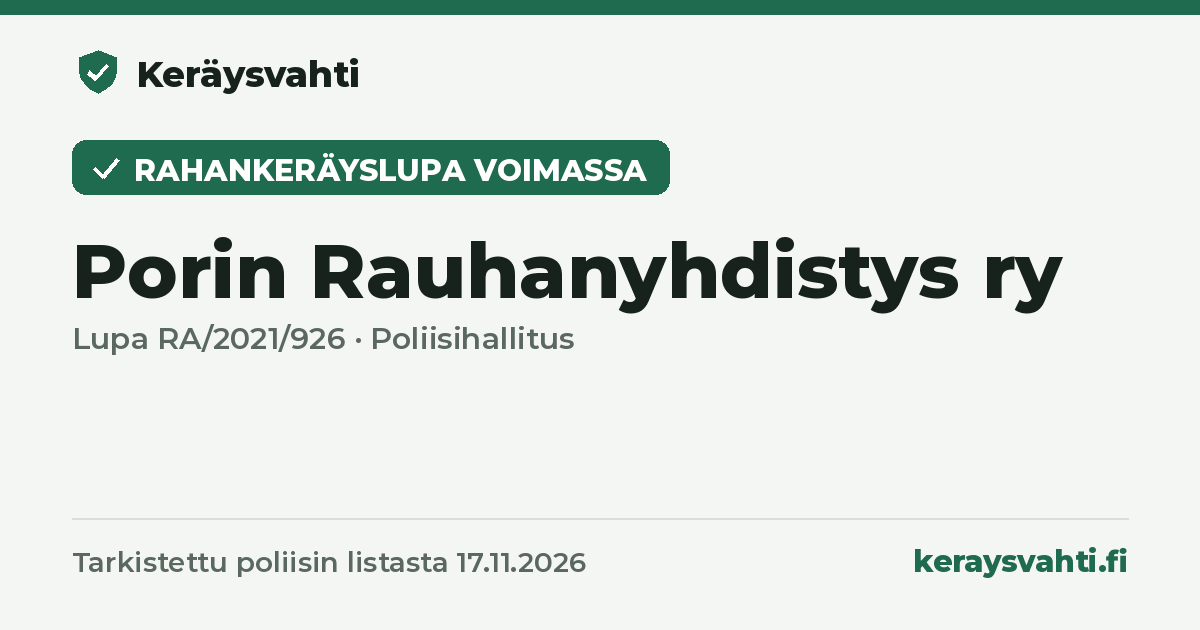 Keräysvahti
RAHANKERÄYSLUPA VOIMASSA
Porin Rauhanyhdistys ry
Lupa RA/2021/926 · Poliisihallitus
Tarkistettu poliisin listasta 17.11.2026
keraysvahti.fi